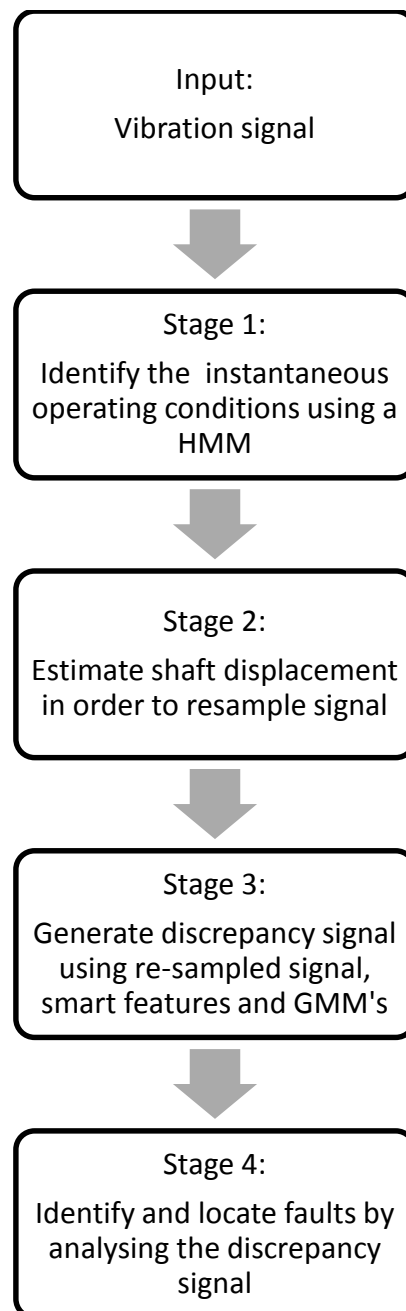 Input:
Vibration signal
Stage 1:
Identify the  instantaneous
operating conditions using a
HMM
Stage 2:
Estimate shaft displacement
in order to resample signal
Stage 3:
Generate discrepancy signal
using re-sampled signal,
smart features and GMM's
Stage 4:
Identify and locate faults by
analysing the discrepancy
signal